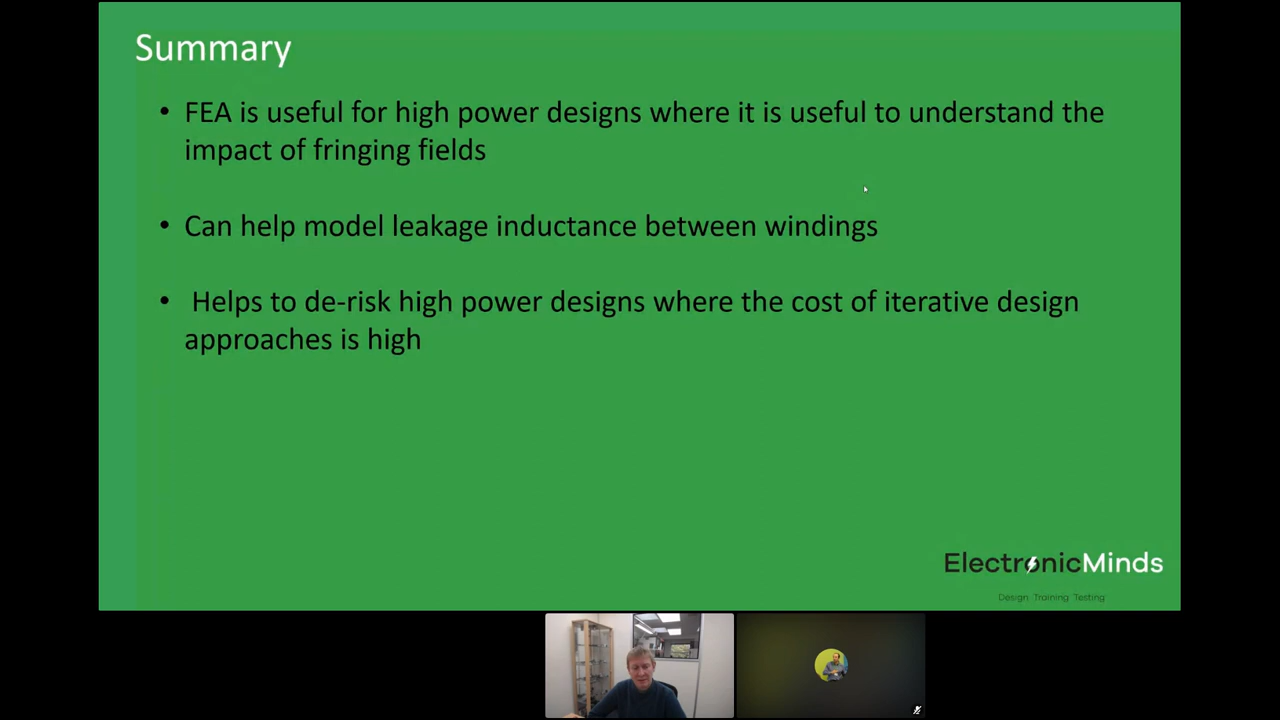 Summary
• FEA is useful for high power designs where it is useful to understand the
impact of fringing fields
• Can help model leakage inductance between windings
• Helps to de-risk high power designs where the cost of iterative design
approaches is high
ElectronicMinds
Design Training Testing